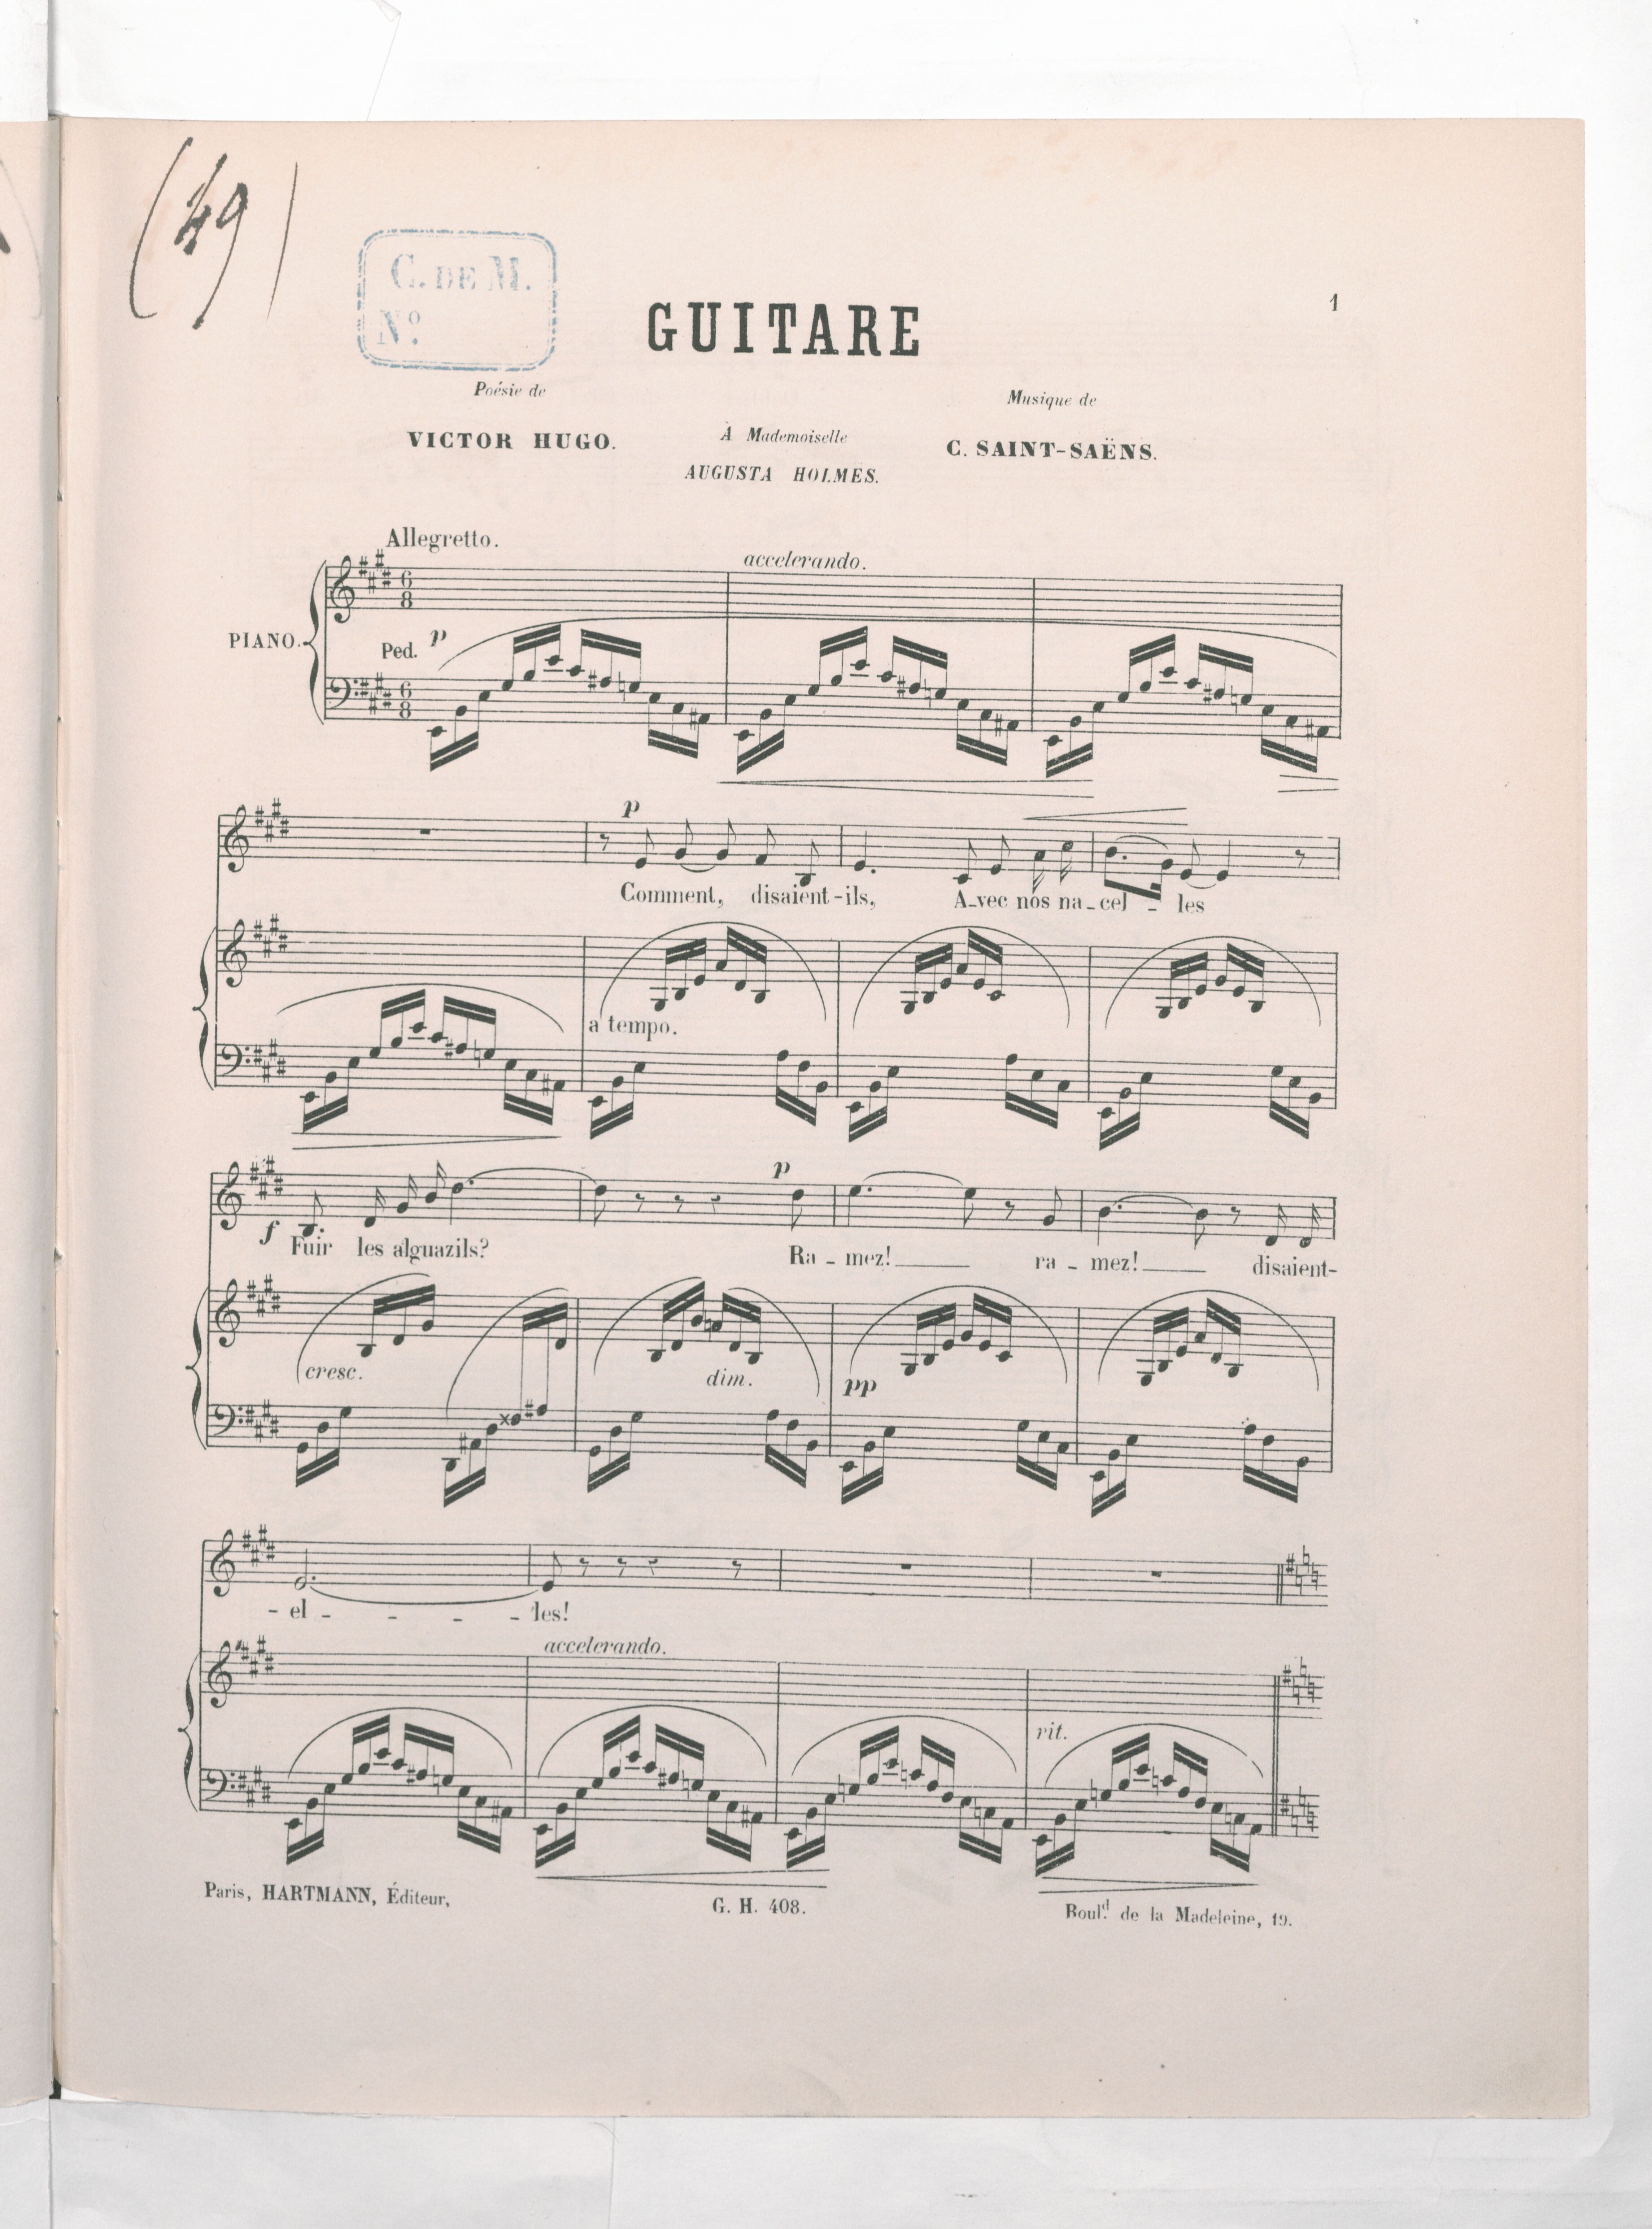 (49)
C. DE M.
Nº.
1
GUITARE
Poésie de
VICTOR HUGO.
À Mademoiselle
AUGUSTA HOLMÈS.
Musique de
C. SAINT-SAËNS.
Allegretto.
accelerando.
PIANO.
Ped. p
p
Comment, disaient-ils, A-vec nos na-cel - les
a tempo.
p
f
Fuir les alguazils? Ra - mez! ra - mez! disaient-
cresc. dim. pp
- el - - - - les!
accelerando.
rit.
Paris, HARTMANN, Éditeur, G. H. 408. Boulᵈ. de la Madeleine, 19.